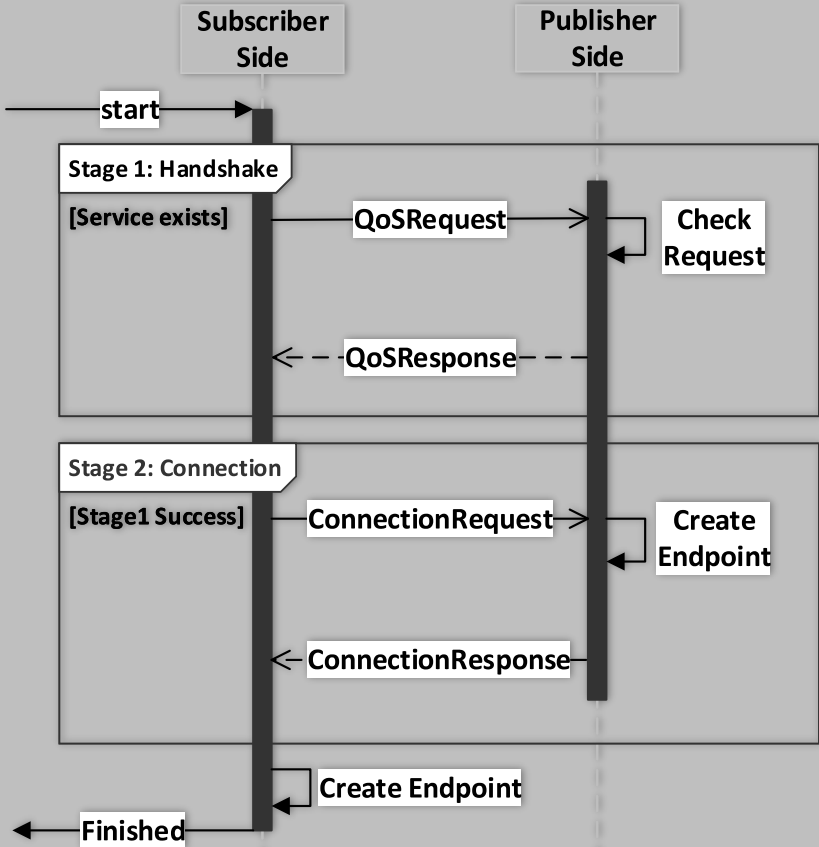 Subscriber
Side
Publisher
Side
start
Stage 1: Handshake
[Service exists]
QoSRequest
Check
Request
QoSResponse
Stage 2: Connection
[Stage1 Success]
ConnectionRequest
Create
Endpoint
ConnectionResponse
Create Endpoint
Finished